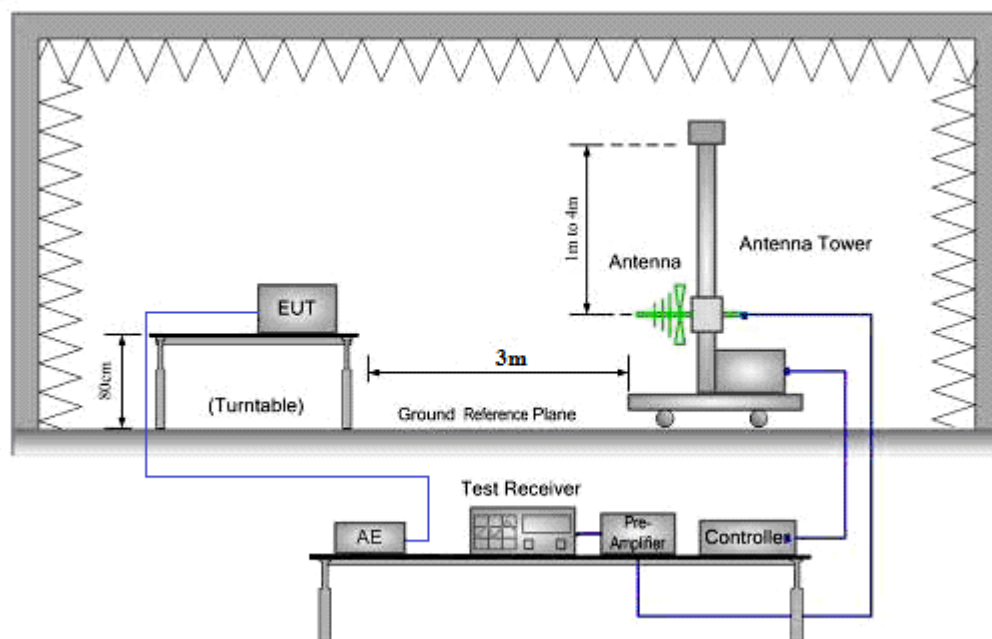 1m to 4m
Antenna
Antenna Tower
EUT
80cm
3m
(Turntable)
Ground Reference Plane
Test Receiver
AE
Pre-
Amplifier
Controller